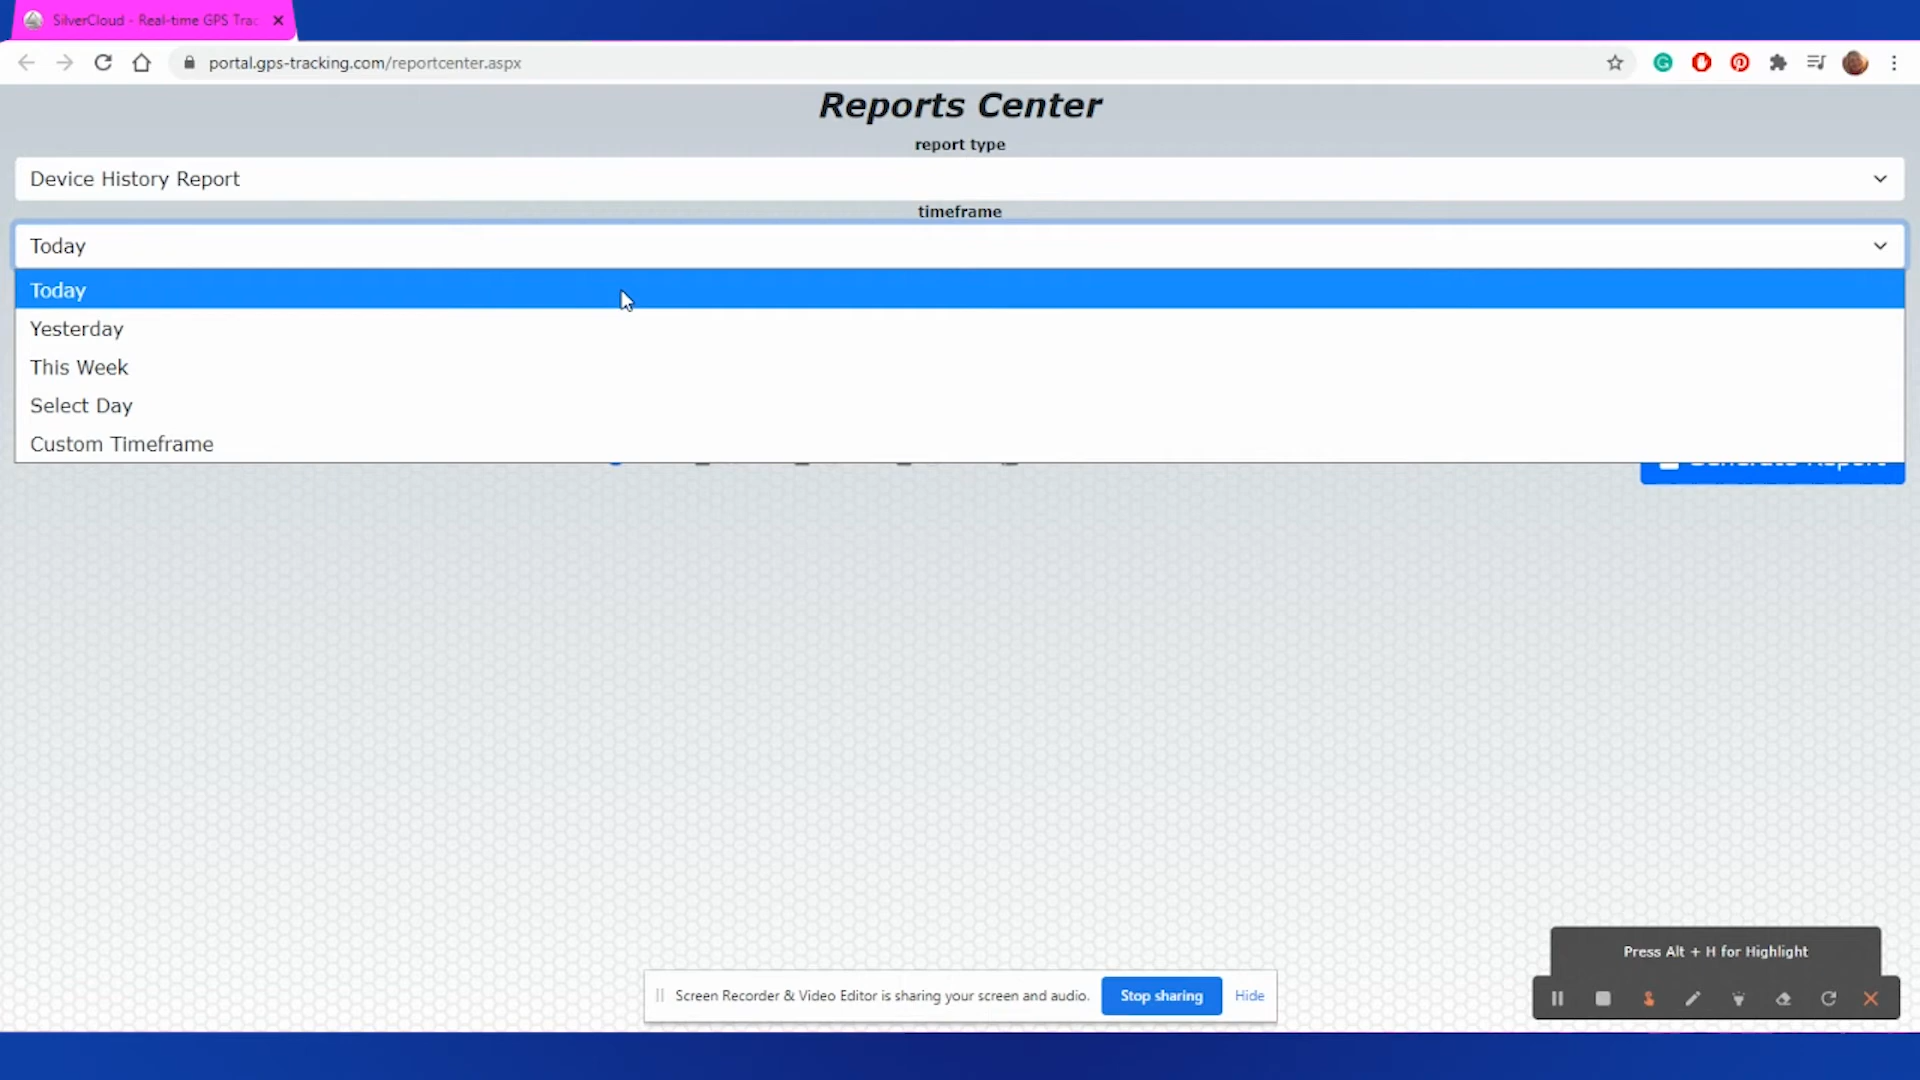 SilverCloud - Real-time GPS Trac
portal.gps-tracking.com/reportcenter.aspx
Reports Center
report type
Device History Report
timeframe
Today
Today
Yesterday
This Week
Select Day
Custom Timeframe
Generate Report
Press Alt + H for Highlight
Screen Recorder & Video Editor is sharing your screen and audio. Stop sharing Hide